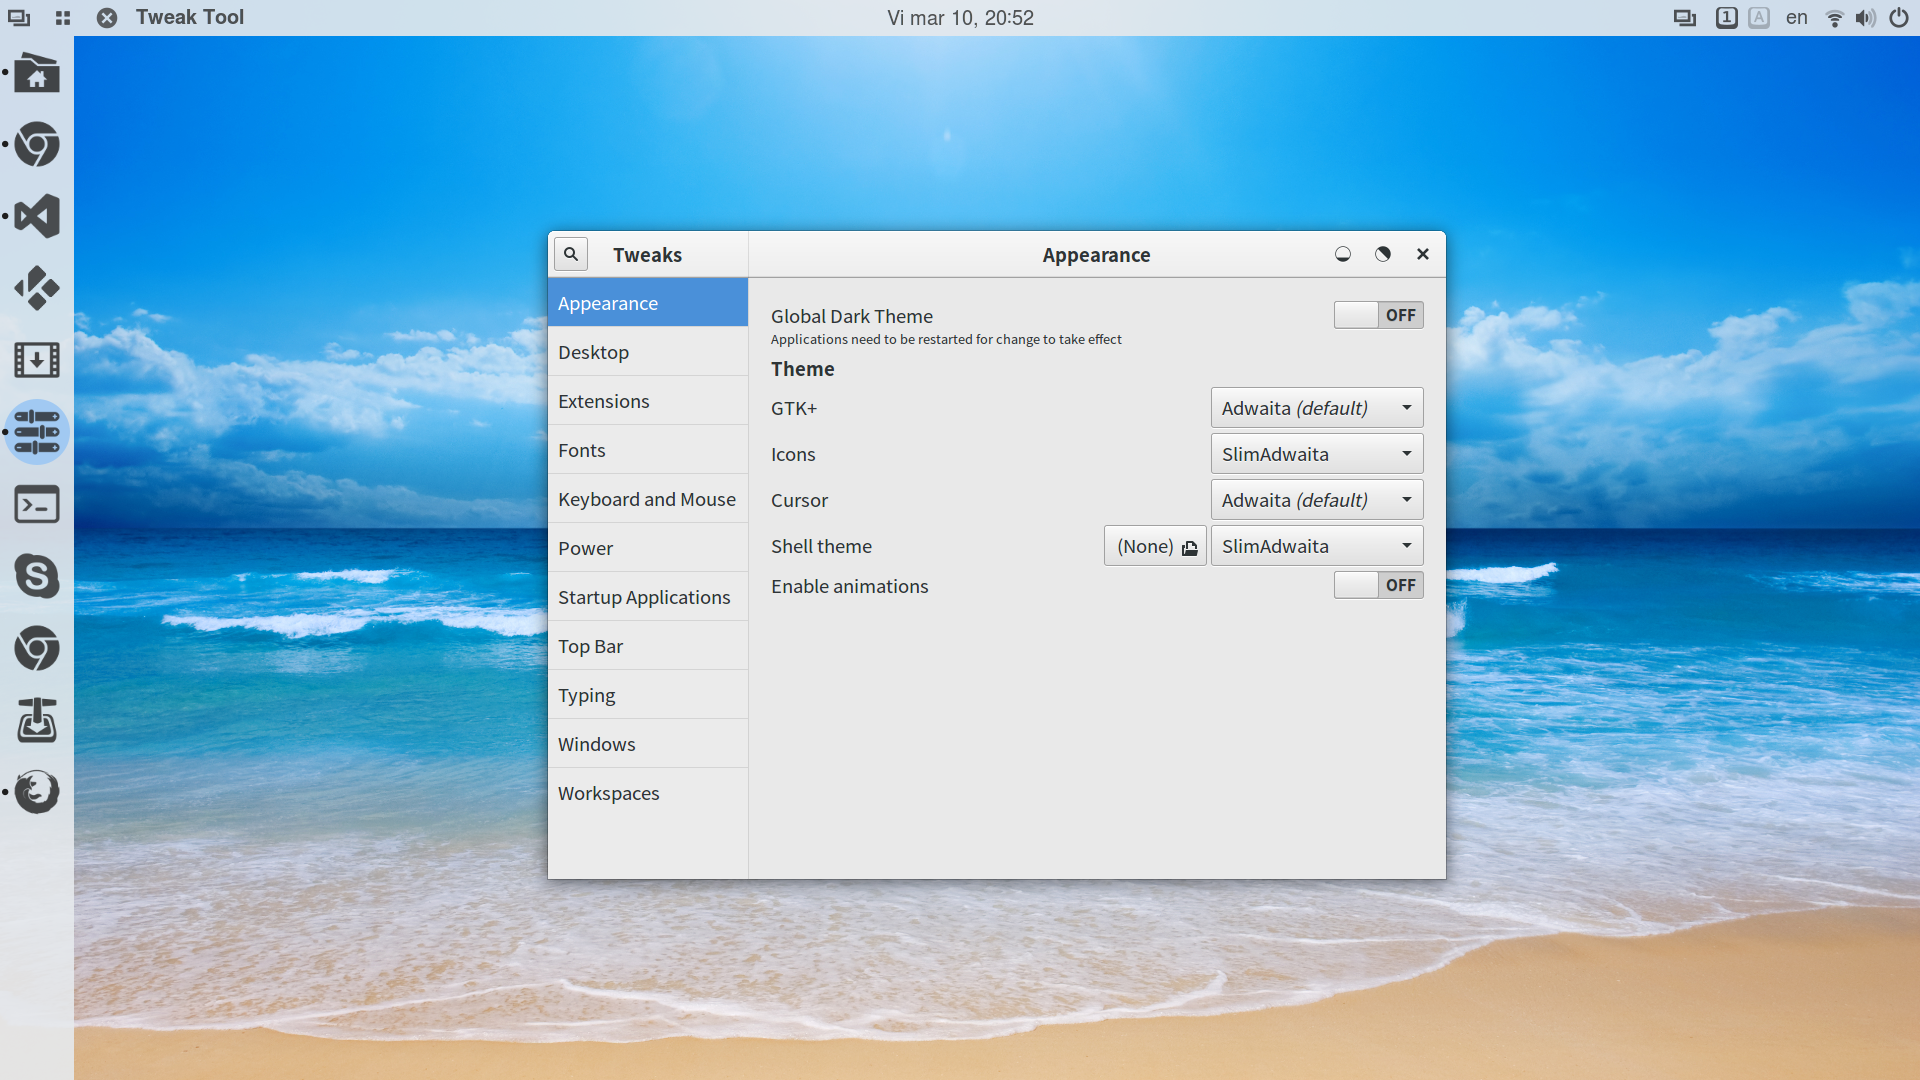 Tweak Tool
Vi mar 10, 20:52
1
A
en
Tweaks
Appearance
Appearance
Desktop
Extensions
Fonts
Keyboard and Mouse
Power
Startup Applications
Top Bar
Typing
Windows
Workspaces
Global Dark Theme
OFF
Applications need to be restarted for change to take effect
Theme
GTK+
Adwaita (default)
Icons
SlimAdwaita
Cursor
Adwaita (default)
Shell theme
(None)
SlimAdwaita
Enable animations
OFF